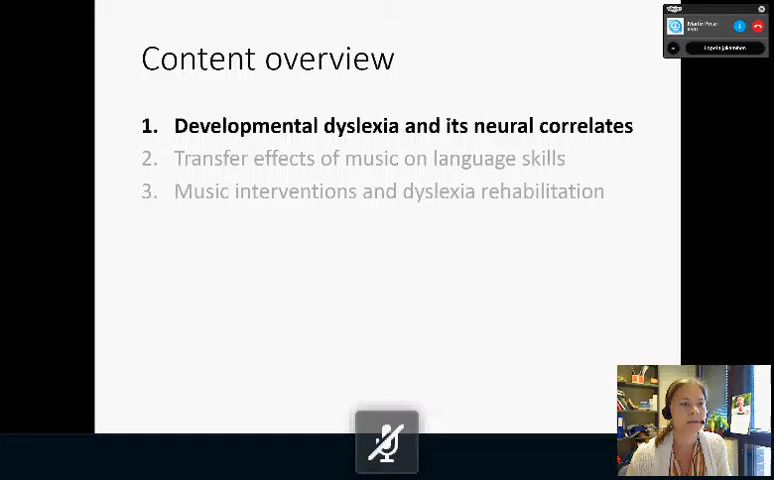 Content overview
1. Developmental dyslexia and its neural correlates
2. Transfer effects of music on language skills
3. Music interventions and dyslexia rehabilitation